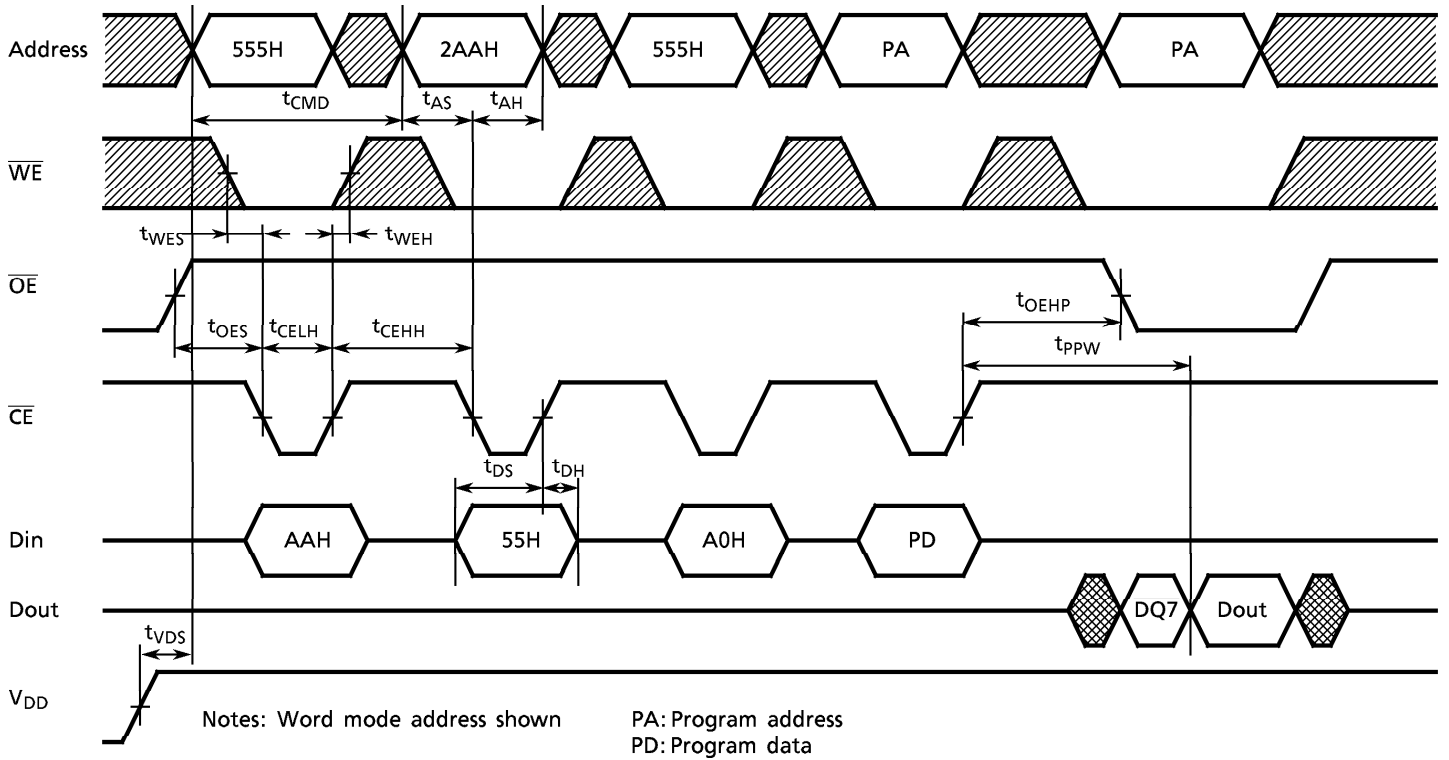 Address 555H 2AAH 555H PA PA
tCMD tAS tAH
WE
tWES tWEH
OE
tOES tCELH tCEHH tOEHP
tPPW
CE
tDS tDH
Din AAH 55H A0H PD
Dout DQ7 Dout
tVDS
VDD
Notes: Word mode address shown PA: Program address
PD: Program data